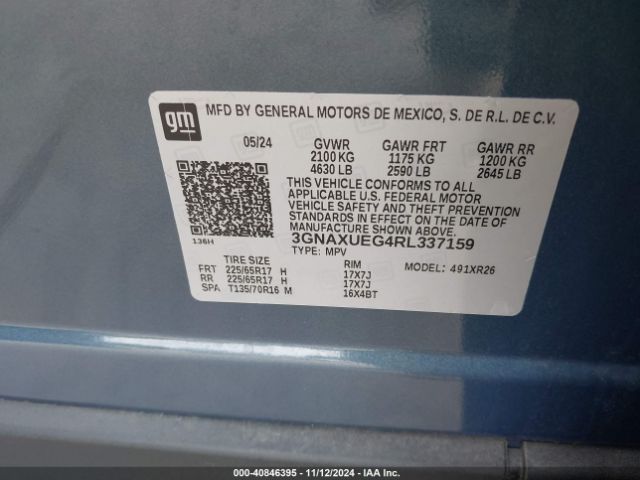 gm MFD BY GENERAL MOTORS DE MEXICO, S. DE R.L. DE C.V.
05/24 GVWR GAWR FRT GAWR RR
2100 KG 1175 KG 1200 KG
4630 LB 2590 LB 2645 LB
THIS VEHICLE CONFORMS TO ALL
APPLICABLE U.S. FEDERAL MOTOR
VEHICLE SAFETY AND THEFT PREVENTION
STANDARDS IN EFFECT ON THE DATE OF
MANUFACTURE SHOWN ABOVE.
136H 3GNAXUEG4RL337159
TYPE: MPV MODEL: 491XR26
TIRE SIZE RIM
FRT 225/65R17 H 17X7J
RR 225/65R17 H 17X7J
SPA T135/70R16 M 16X4BT
000-40846395 - 11/12/2024 - IAA Inc.